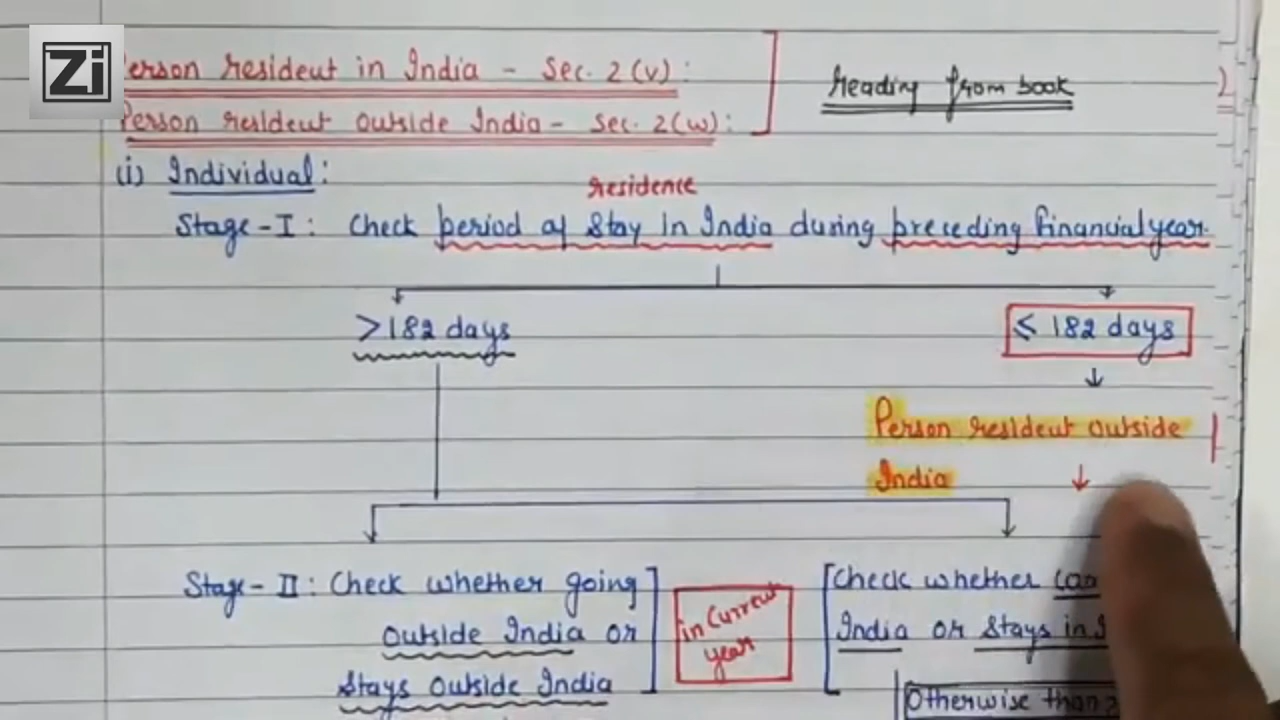 Zi
Person resident in India - Sec. 2(v):
Person resident outside India - Sec. 2(w):
reading from book
)
(i) Individual:
residence
Stage-I: Check period of stay in India during preceding financial year.
>182 days
≤ 182 days
Person resident outside
India
Stage-II: Check whether going
outside India or
stays outside India
in current
year
Check whether
India or stays in
Otherwise than